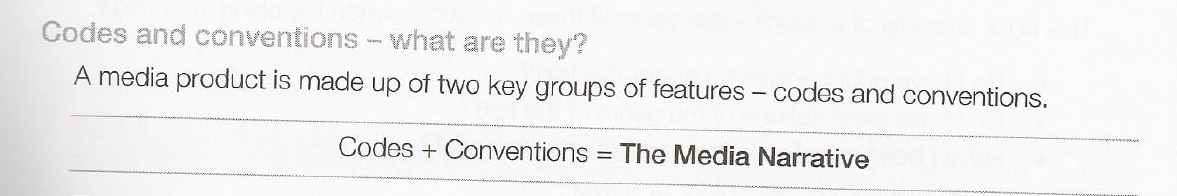 Codes and conventions – what are they?
A media product is made up of two key groups of features – codes and conventions.
Codes + Conventions = The Media Narrative